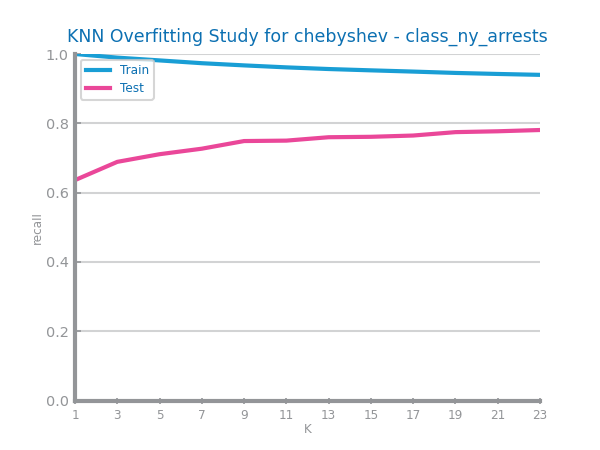 KNN Overfitting Study for chebyshev - class_ny_arrests
1.0
Train
Test
0.8
0.6
recall
0.4
0.2
0.0
1 3 5 7 9 11 13 15 17 19 21 23
K